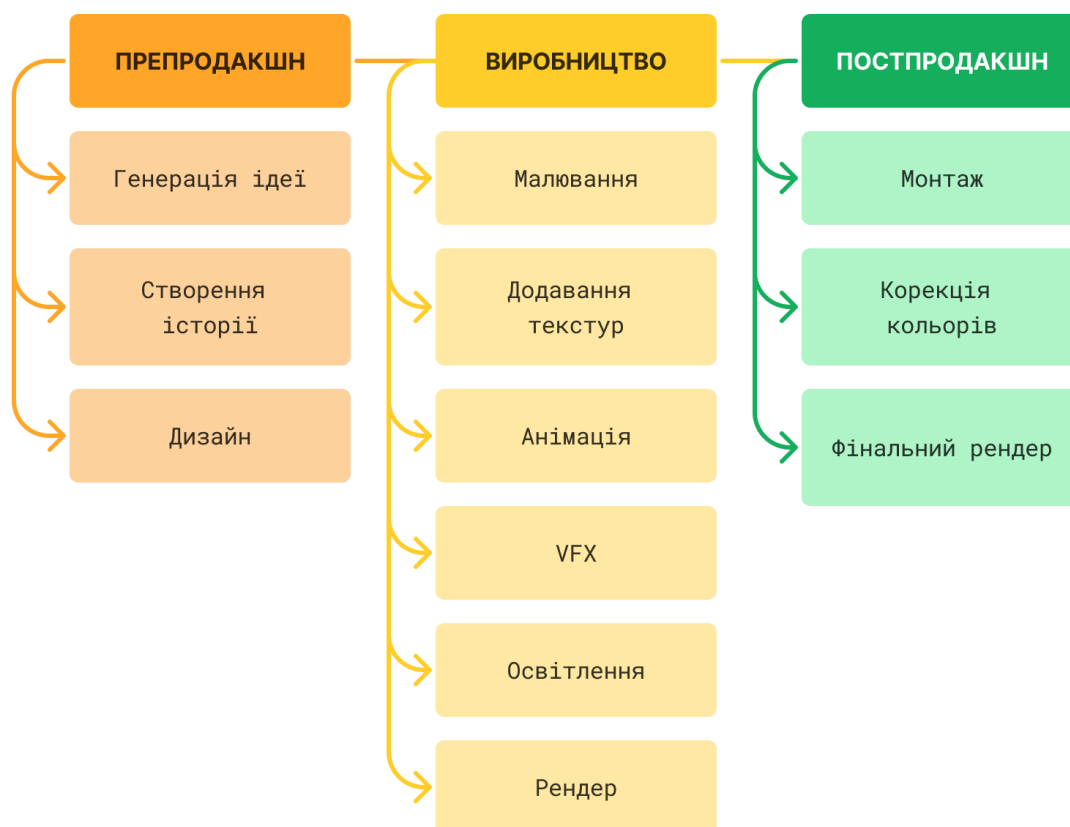 ПРЕПРОДАКШН
Генерація ідеї
Створення
історії
Дизайн
ВИРОБНИЦТВО
Малювання
Додавання
текстур
Анімація
VFX
Освітлення
Рендер
ПОСТПРОДАКШН
Монтаж
Корекція
кольорів
Фінальний рендер